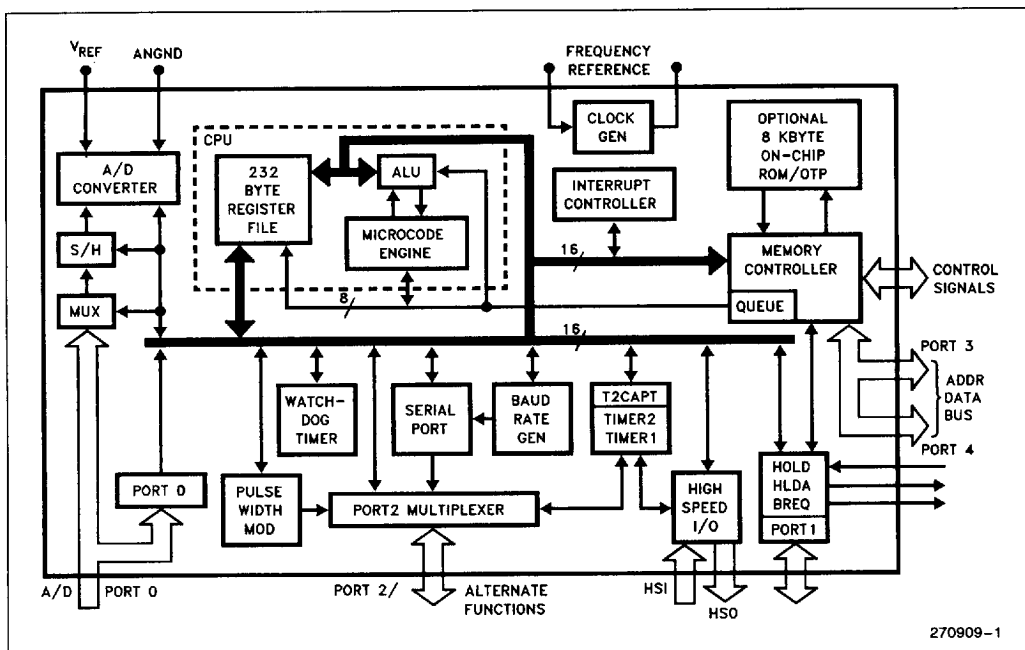 VREF
ANGND
FREQUENCY
REFERENCE
CPU
A/D
CONVERTER
S/H
MUX
232
BYTE
REGISTER
FILE
ALU
MICROCODE
ENGINE
8
CLOCK
GEN
INTERRUPT
CONTROLLER
16
OPTIONAL
8 KBYTE
ON-CHIP
ROM/OTP
MEMORY
CONTROLLER
QUEUE
CONTROL
SIGNALS
16
PORT 3
ADDR
DATA
BUS
PORT 4
WATCH-
DOG
TIMER
SERIAL
PORT
BAUD
RATE
GEN
T2CAPT
TIMER2
TIMER1
PORT 0
PULSE
WIDTH
MOD
PORT2 MULTIPLEXER
HIGH
SPEED
I/O
HOLD
HLDA
BREQ
PORT1
A/D PORT 0
PORT 2/ ALTERNATE
FUNCTIONS
HSI
HSO
270909-1